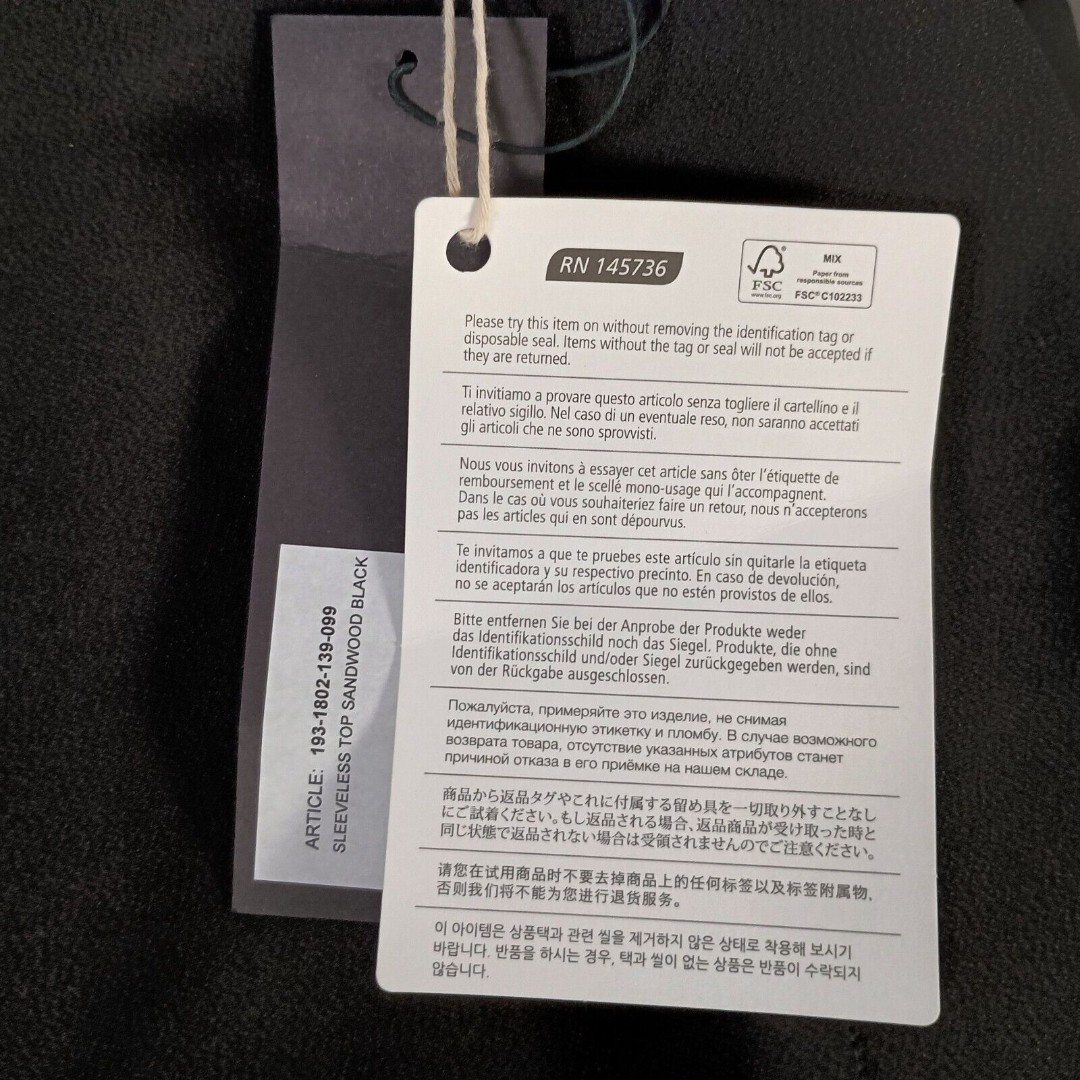 RN 145736
FSC®
www.fsc.org
MIX
Paper from
responsible sources
FSC® C102233
Please try this item on without removing the identification tag or
disposable seal. Items without the tag or seal will not be accepted if
they are returned.
Ti invitiamo a provare questo articolo senza togliere il cartellino e il
relativo sigillo. Nel caso di un eventuale reso, non saranno accettati
gli articoli che ne sono sprovvisti.
Nous vous invitons à essayer cet article sans ôter l'étiquette de
remboursement et le scellé mono-usage qui l'accompagnent.
Dans le cas où vous souhaiteriez faire un retour, nous n'accepterons
pas les articles qui en sont dépourvus.
Te invitamos a que te pruebes este artículo sin quitarle la etiqueta
identificadora y su respectivo precinto. En caso de devolución,
no se aceptarán los artículos que no estén provistos de ellos.
Bitte entfernen Sie bei der Anprobe der Produkte weder
das Identifikationsschild noch das Siegel. Produkte, die ohne
Identifikationsschild und/oder Siegel zurückgegeben werden, sind
von der Rückgabe ausgeschlossen.
Пожалуйста, примеряйте это изделие, не снимая
идентификационную этикетку и пломбу. В случае возможного
возврата товара, отсутствие указанных атрибутов станет
причиной отказа в его приёмке на нашем складе.
商品から返品タグやこれに付属する留め具を一切取り外すことなし
にご試着ください。もし返品される場合、返品商品が受け取った時と
同じ状態で返品されない場合は受領されませんのでご注意ください。
请您在试用商品时不要去掉商品上的任何标签以及标签附属物,
否则我们将不能为您进行退货服务。
이 아이템은 상품택과 관련 씰을 제거하지 않은 상태로 착용해 보시기
바랍니다. 반품을 하시는 경우, 택과 씰이 없는 상품은 반품이 수락되지
않습니다.
ARTICLE: 193-1802-139-099
SLEEVELESS TOP SANDWOOD BLACK